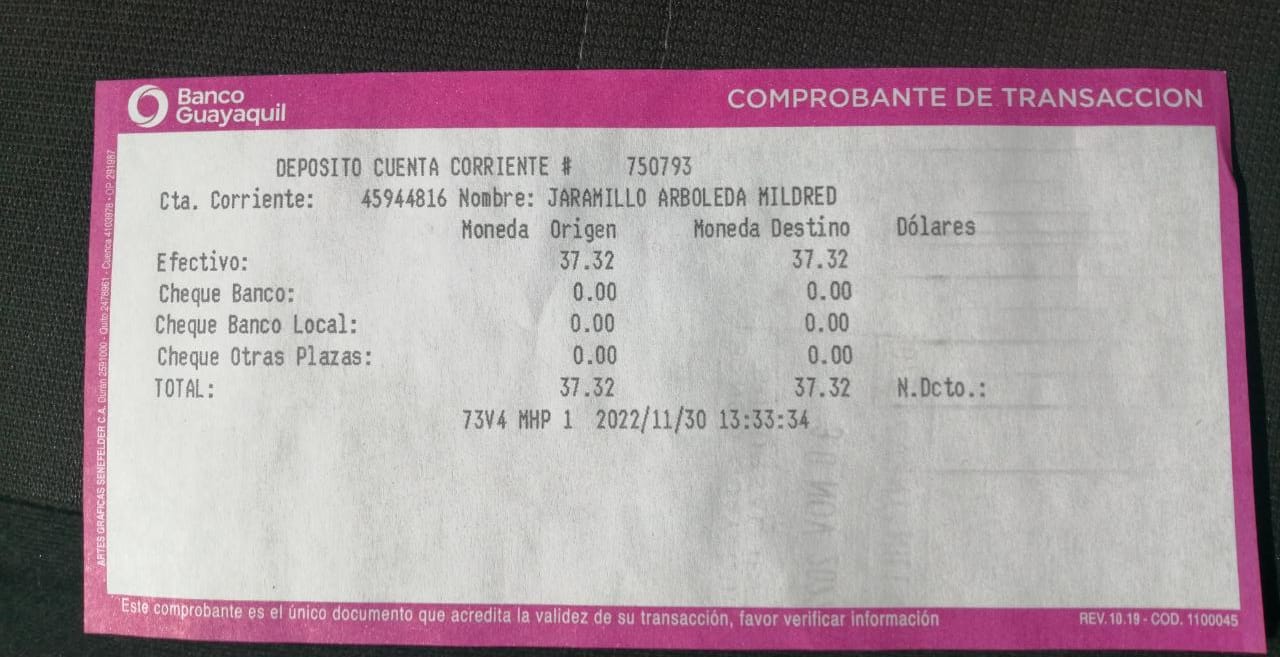 Banco
Guayaquil
COMPROBANTE DE TRANSACCION
DEPOSITO CUENTA CORRIENTE # 750793
Cta. Corriente: 45944816 Nombre: JARAMILLO ARBOLEDA MILDRED
Moneda Origen Moneda Destino Dólares
Efectivo: 37.32 37.32
Cheque Banco: 0.00 0.00
Cheque Banco Local: 0.00 0.00
Cheque Otras Plazas: 0.00 0.00
TOTAL: 37.32 37.32 N.Dcto.:
73V4 MHP 1 2022/11/30 13:33:34
Este comprobante es el único documento que acredita la validez de su transacción, favor verificar información
REV. 10.19 - COD. 1100045
ARTES GRAFICAS SENEFELDER C.A. Duran 2591000 - Quito 2478961 - Cuenca 4103978 - OP 291987